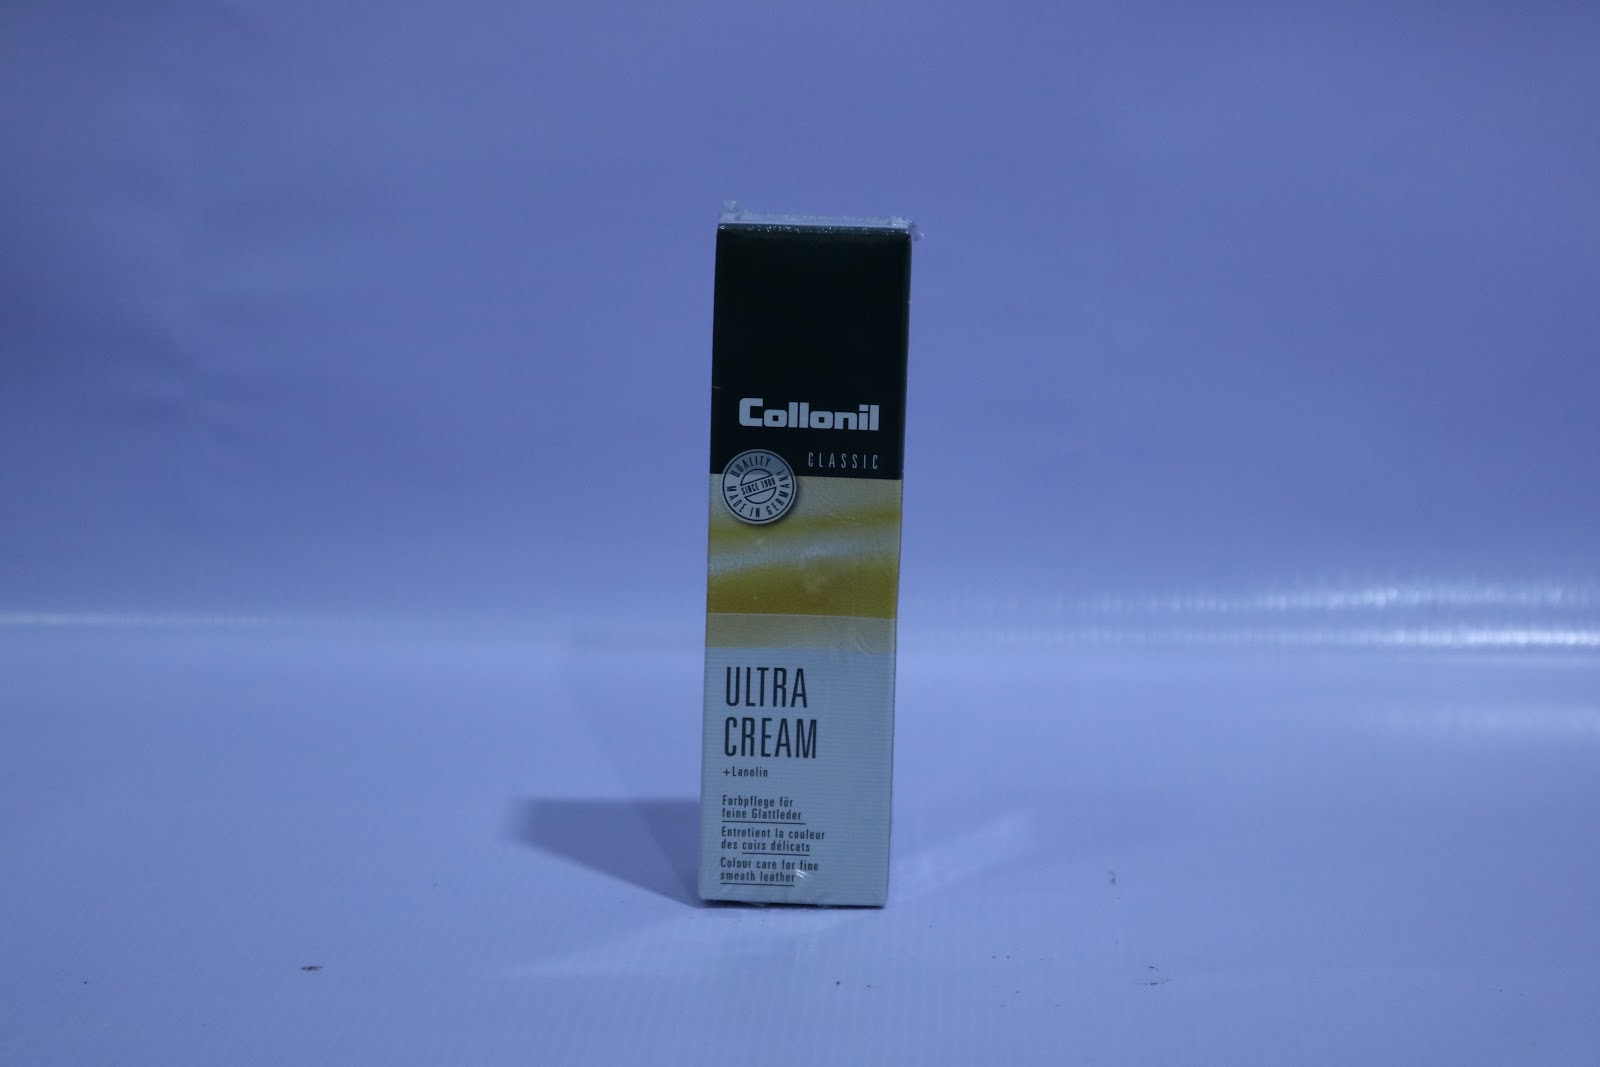 Collonil
CLASSIC
QUALITY
SINCE 1909
MADE IN GERMANY
ULTRA
CREAM
+Lanolin
Farbpflege für
feine Glattleder
Entretient la couleur
des cuirs délicats
Colour care for fine
smooth leather